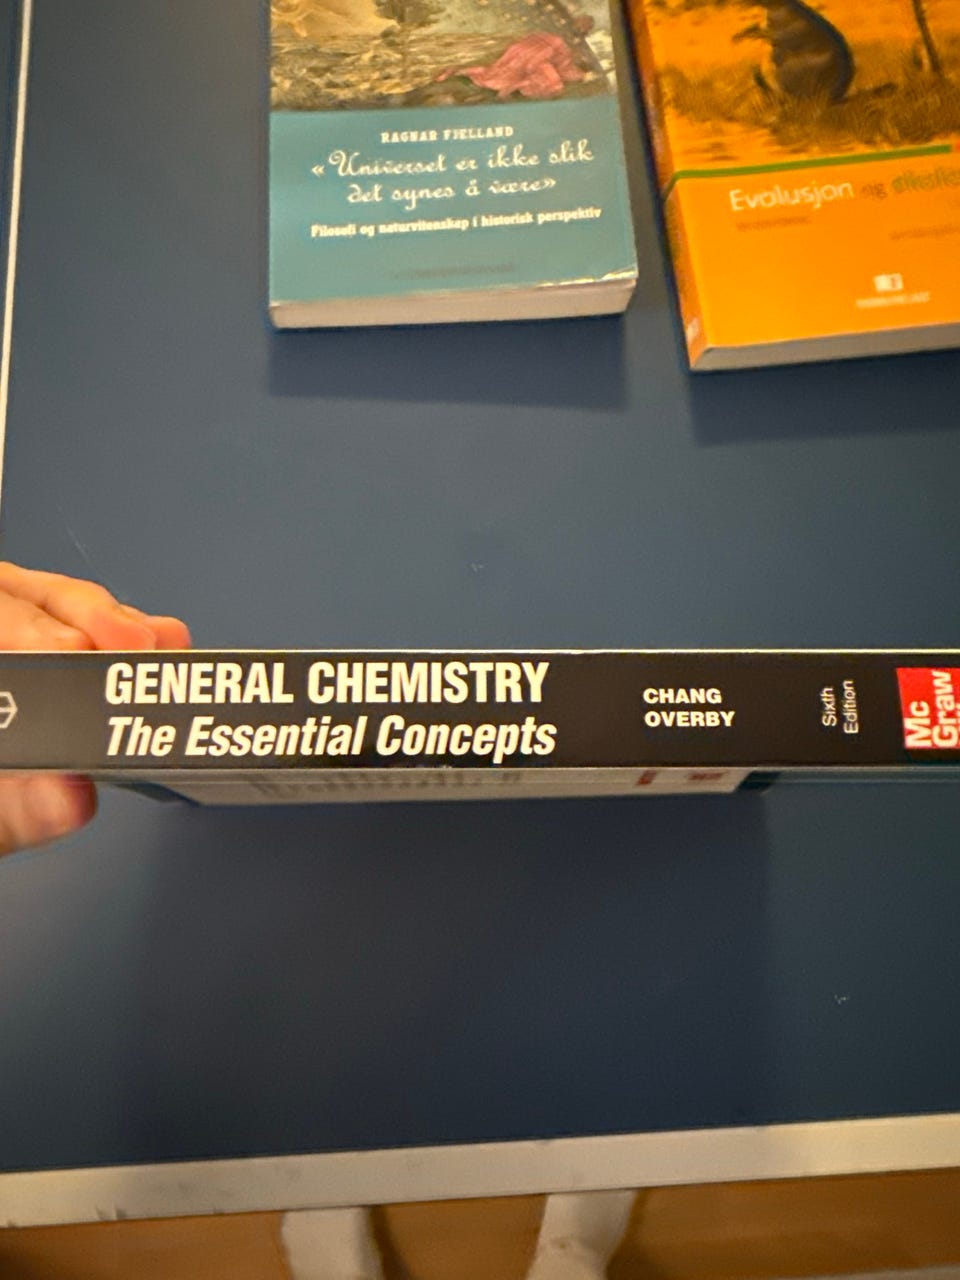 RAGNAR FJELLAND
«Universet er ikke slik
det synes å være»
Filosofi og naturvitenskap i historisk perspektiv
Evolusjon og
GENERAL CHEMISTRY
The Essential Concepts
CHANG
OVERBY
Sixth
Edition
Mc
Graw